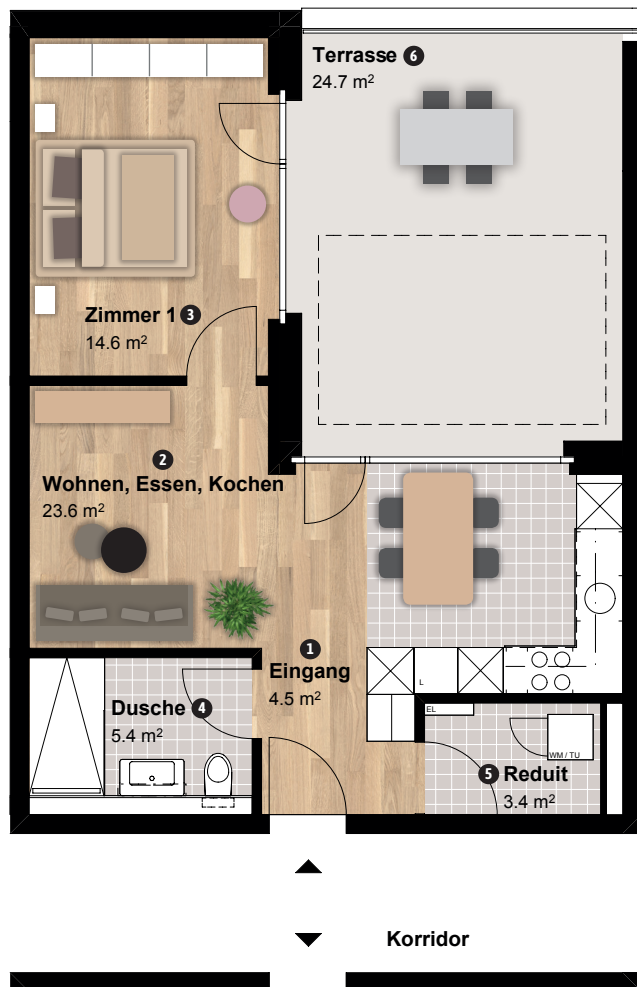 Terrasse 6
24.7 m²
Zimmer 1 3
14.6 m²
2
Wohnen, Essen, Kochen
23.6 m²
1
Eingang
4.5 m²
L
Dusche 4
5.4 m²
EL
WM / TU
5 Reduit
3.4 m²
Korridor